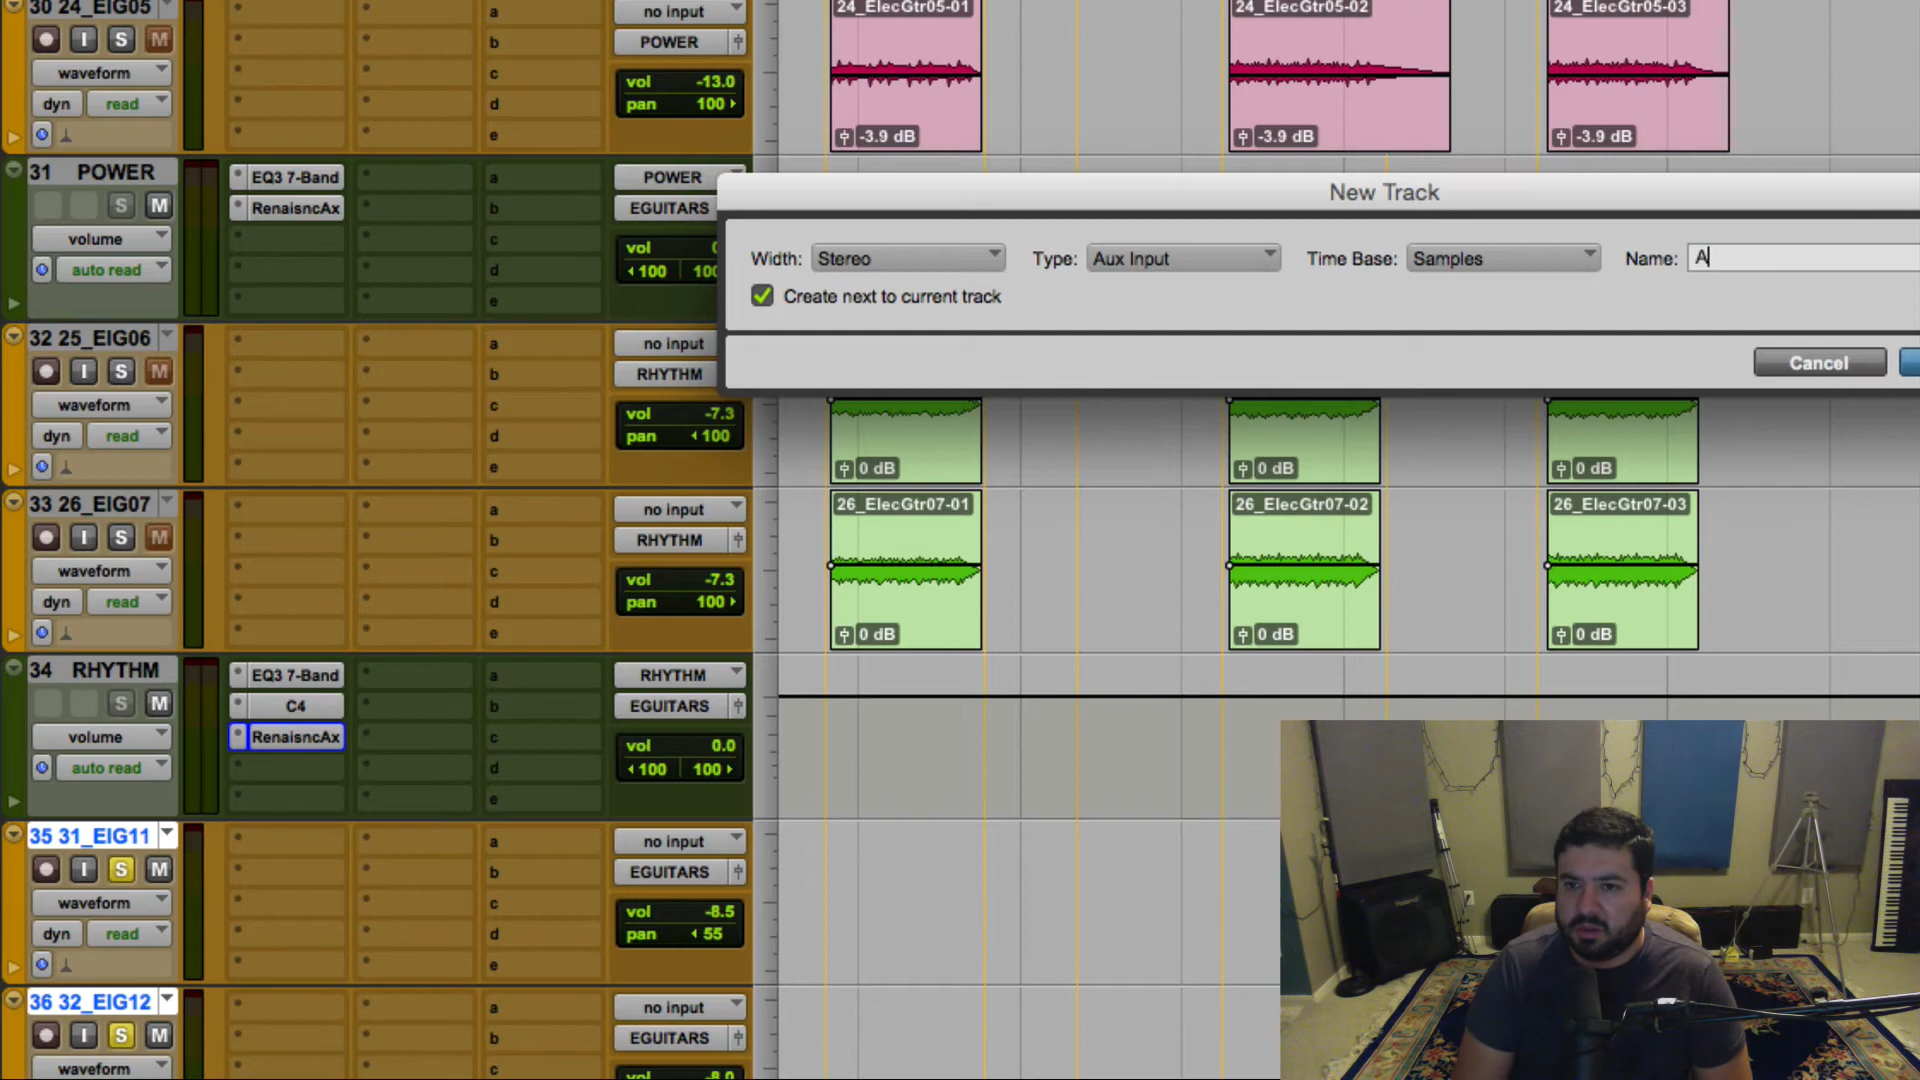 30 24_EIG05
I S M
waveform
dyn read
a
b
c
d
e
no input
POWER
vol -13.0
pan 100
24_ElecGtr05-01
24_ElecGtr05-02
24_ElecGtr05-03
-3.9 dB
-3.9 dB
-3.9 dB
31 POWER
S M
volume
auto read
EQ3 7-Band
RenaisncAx
a
b
c
d
e
POWER
EGUITARS
vol
100
New Track
Width: Stereo
Type: Aux Input
Time Base: Samples
Name: A
Create next to current track
Cancel
32 25_EIG06
I S M
waveform
dyn read
a
b
c
d
e
no input
RHYTHM
vol -7.3
pan 100
0 dB
0 dB
0 dB
33 26_EIG07
I S M
waveform
dyn read
a
b
c
d
e
no input
RHYTHM
vol -7.3
pan 100
26_ElecGtr07-01
26_ElecGtr07-02
26_ElecGtr07-03
0 dB
0 dB
0 dB
34 RHYTHM
S M
volume
auto read
EQ3 7-Band
C4
RenaisncAx
a
b
c
d
e
RHYTHM
EGUITARS
vol 0.0
100 100
35 31_EIG11
I S M
waveform
dyn read
a
b
c
d
e
no input
EGUITARS
vol -8.5
pan 55
36 32_EIG12
I S M
waveform
a
b
c
no input
EGUITARS
vol -8.0
Roland